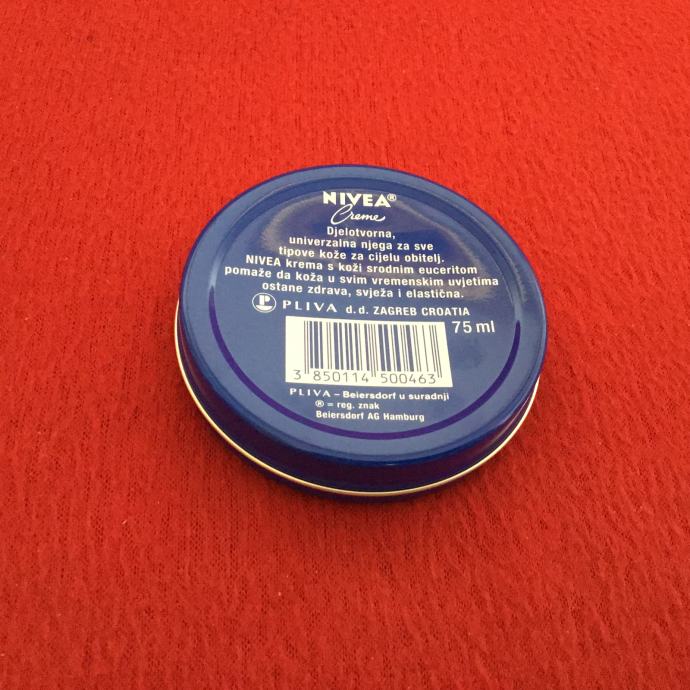 NIVEA®
Creme
Djelotvorna,
univerzalna njega za sve
tipove kože za cijelu obitelj.
NIVEA krema s koži srodnim euceritom
pomaže da koža u svim vremenskim uvjetima
ostane zdrava, svježa i elastična.
PLIVA d.d. ZAGREB CROATIA
75 ml
3 850114 500463
PLIVA – Beiersdorf u suradnji
® = reg. znak
Beiersdorf AG Hamburg